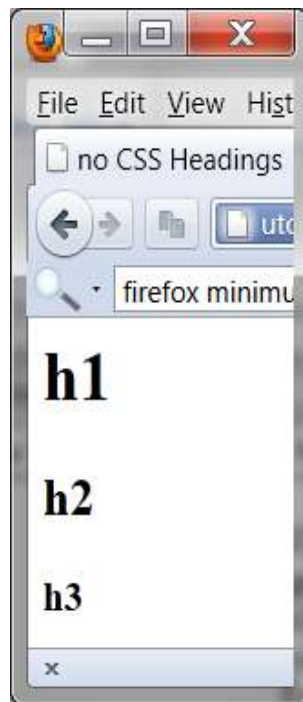 File Edit View Hist
no CSS Headings
utc
firefox minimu
h1
h2
h3